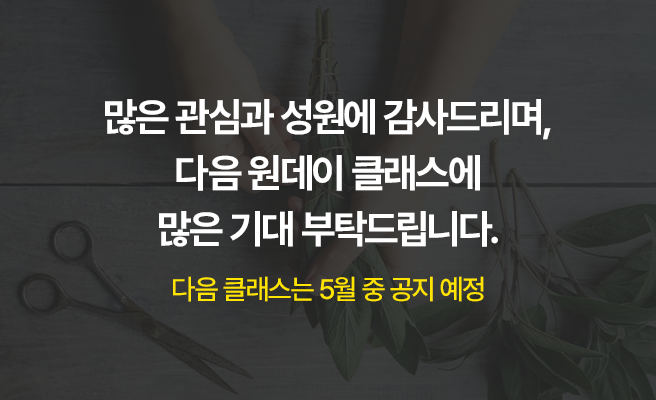 많은 관심과 성원에 감사드리며,
다음 원데이 클래스에
많은 기대 부탁드립니다.
다음 클래스는 5월 중 공지 예정